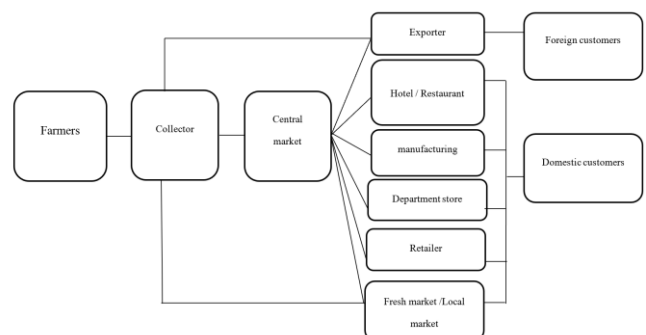 Farmers
Collector
Central
market
Exporter
Hotel / Restaurant
manufacturing
Department store
Retailer
Fresh market /Local
market
Foreign customers
Domestic customers